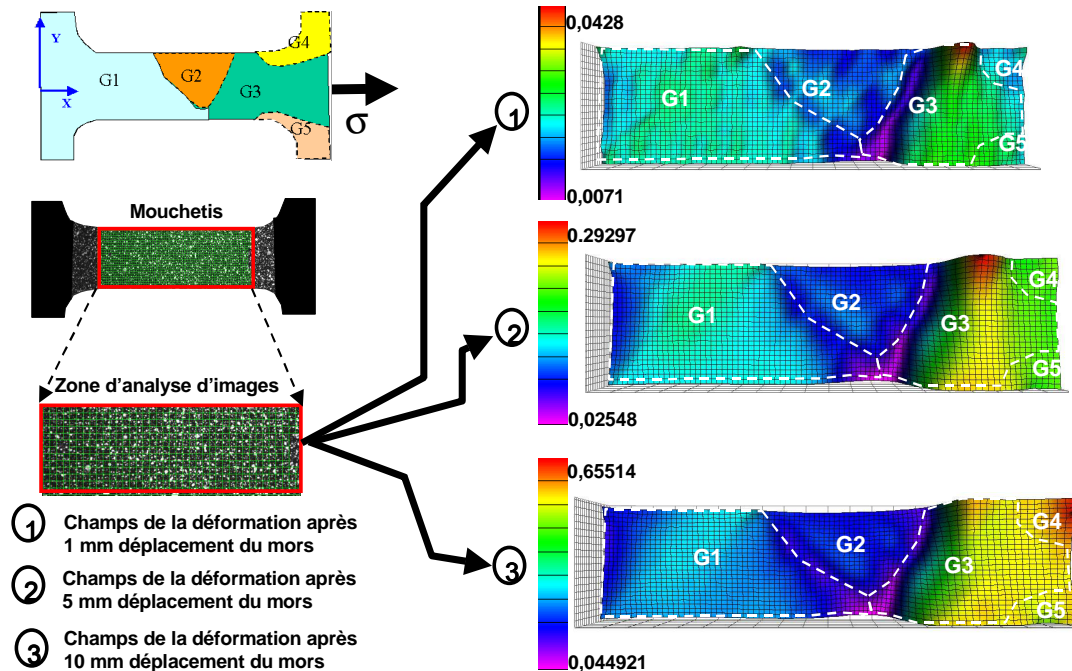 Y
X
G1
G2
G3
G4
G5
σ
Mouchetis
Zone d'analyse d'images
1 Champs de la déformation après
1 mm déplacement du mors
2 Champs de la déformation après
5 mm déplacement du mors
3 Champs de la déformation après
10 mm déplacement du mors
1
0,0428
0,0071
G1
G2
G3
G4
G5
2
0.29297
0,02548
G1
G2
G3
G4
G5
3
0,65514
0,044921
G1
G2
G3
G4
G5